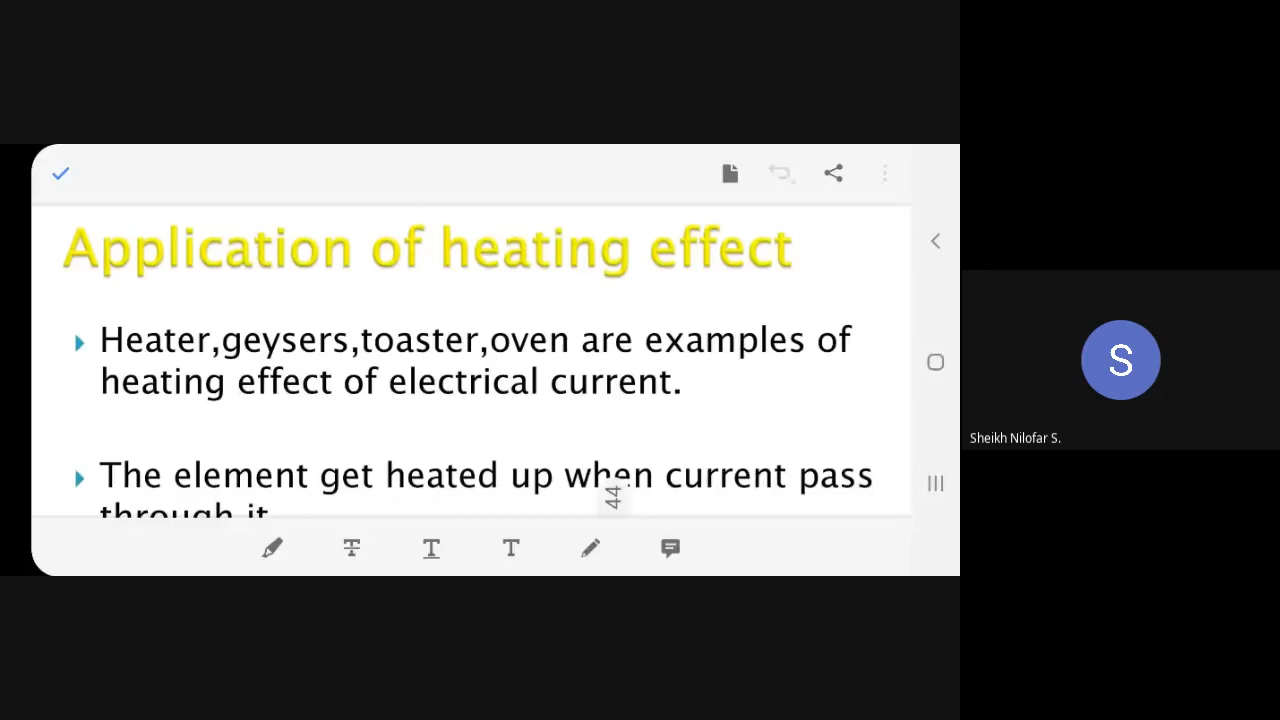 Application of heating effect
Heater,geysers,toaster,oven are examples of
heating effect of electrical current.
The element get heated up when current pass
through it
44
S
Sheikh Nilofar S.